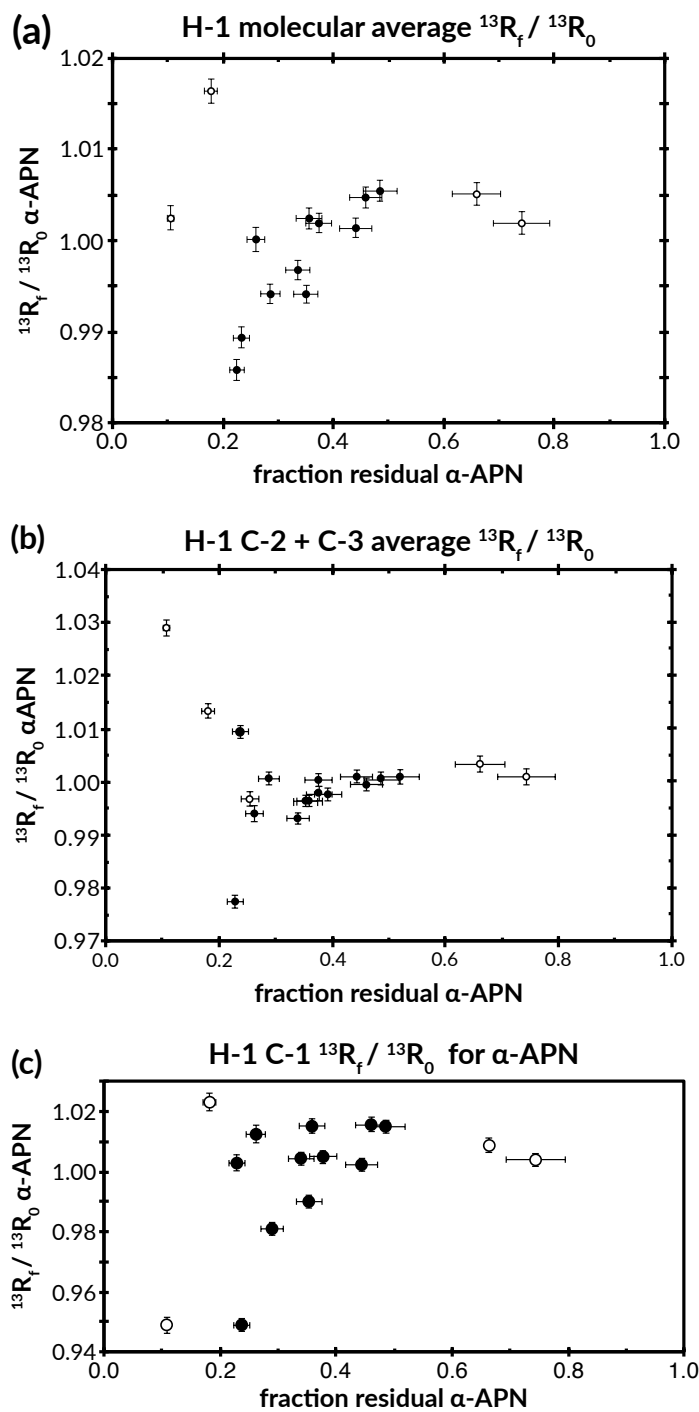 (a)
H-1 molecular average ¹³R_f / ¹³R_0
¹³R_f / ¹³R_0 α-APN
1.02
1.01
1.00
0.99
0.98
0.0 0.2 0.4 0.6 0.8 1.0
fraction residual α-APN
(b)
H-1 C-2 + C-3 average ¹³R_f / ¹³R_0
¹³R_f / ¹³R_0 αAPN
1.04
1.03
1.02
1.01
1.00
0.99
0.98
0.97
0.0 0.2 0.4 0.6 0.8 1.0
fraction residual α-APN
(c)
H-1 C-1 ¹³R_f / ¹³R_0 for α-APN
¹³R_f / ¹³R_0 α-APN
1.02
1.00
0.98
0.96
0.94
0.0 0.2 0.4 0.6 0.8 1.0
fraction residual α-APN